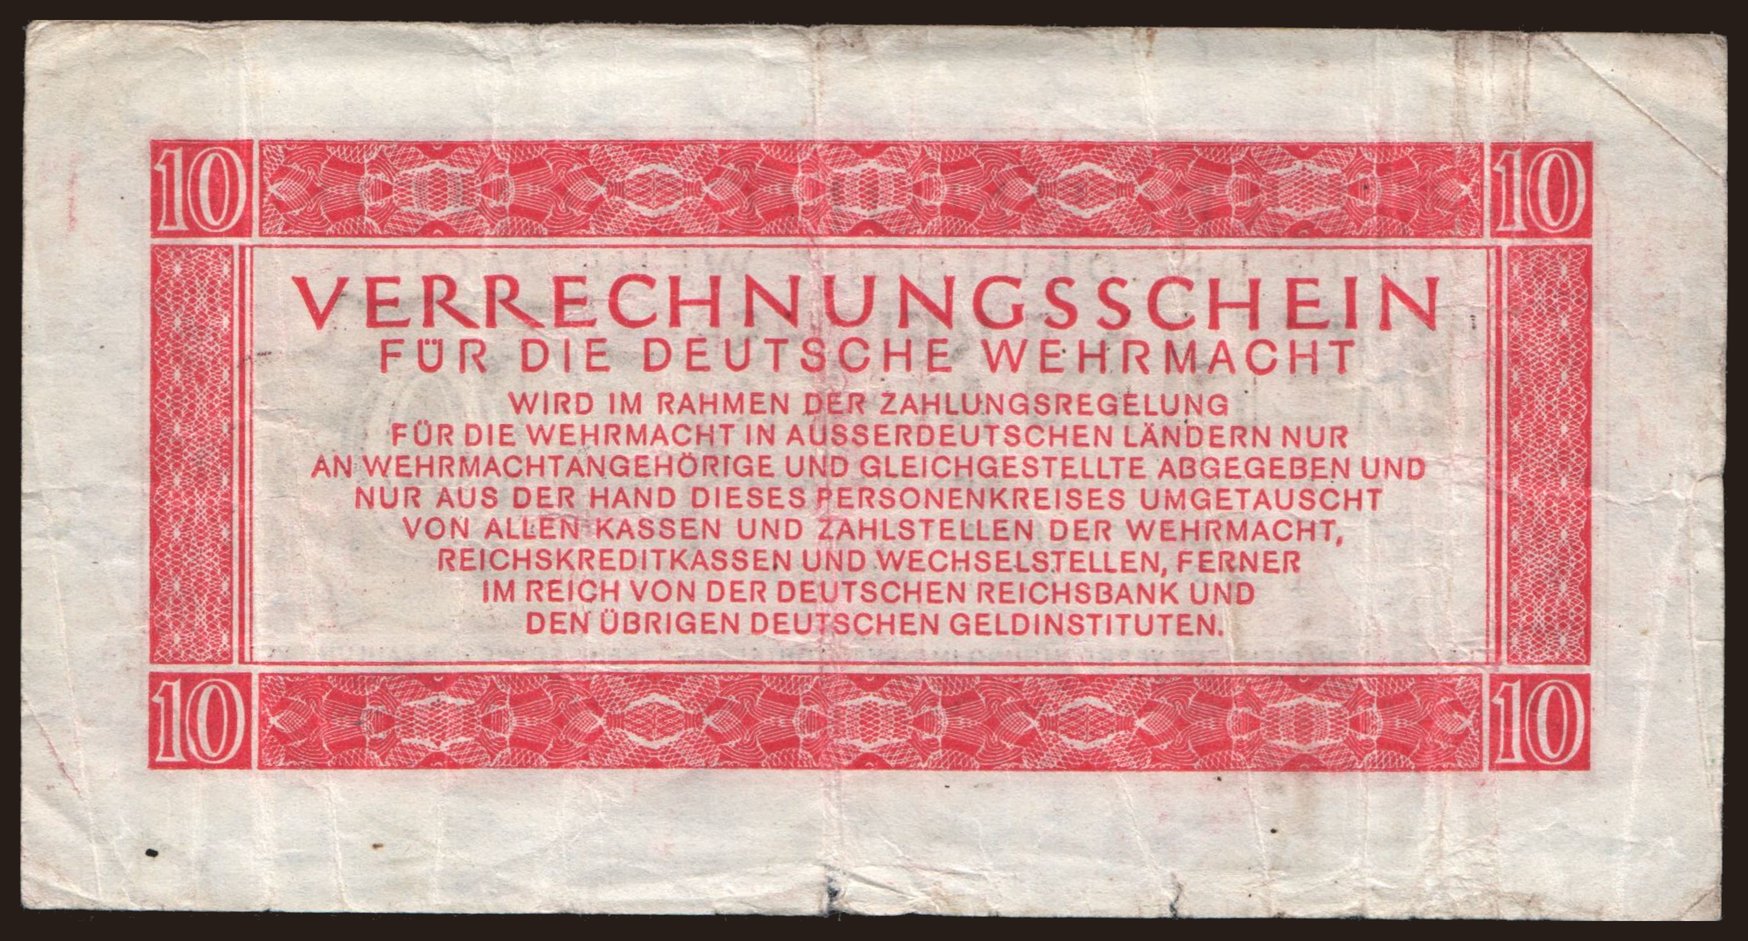 10 10
VERRECHNUNGSSCHEIN
FÜR DIE DEUTSCHE WEHRMACHT
WIRD IM RAHMEN DER ZAHLUNGSREGELUNG
FÜR DIE WEHRMACHT IN AUSSERDEUTSCHEN LÄNDERN NUR
AN WEHRMACHTANGEHÖRIGE UND GLEICHGESTELLTE ABGEGEBEN UND
NUR AUS DER HAND DIESES PERSONENKREISES UMGETAUSCHT
VON ALLEN KASSEN UND ZAHLSTELLEN DER WEHRMACHT,
REICHSKREDITKASSEN UND WECHSELSTELLEN, FERNER
IM REICH VON DER DEUTSCHEN REICHSBANK UND
DEN ÜBRIGEN DEUTSCHEN GELDINSTITUTEN.
10 10